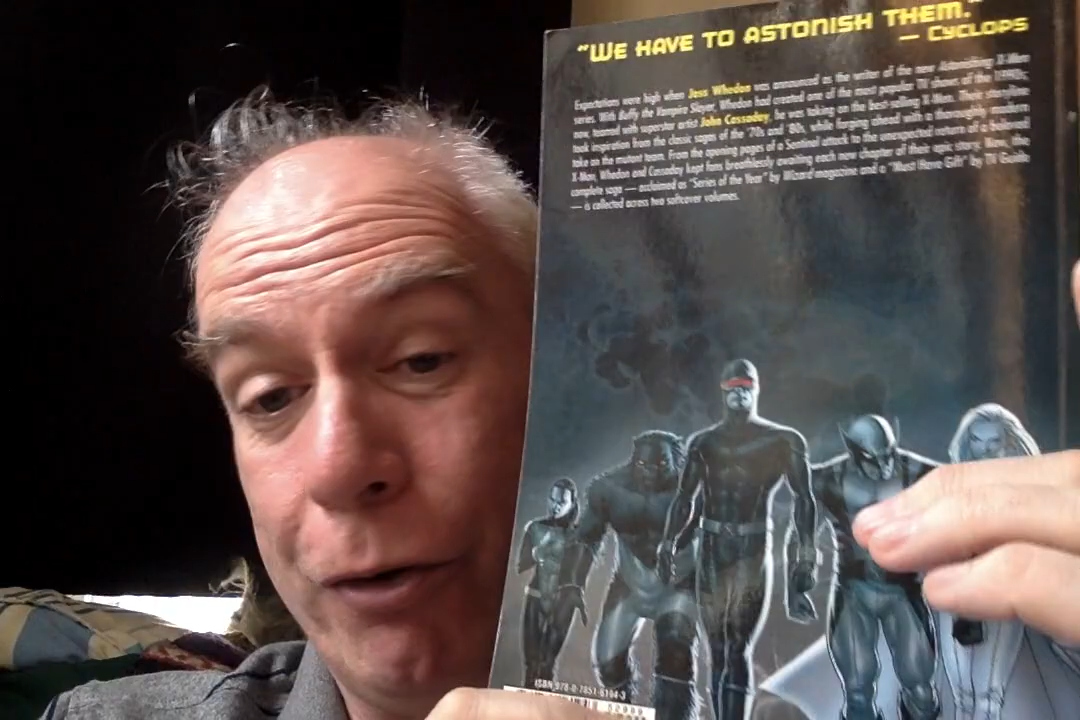 "WE HAVE TO ASTONISH THEM."
— CYCLOPS
Expectations were high when Joss Whedon was announced as the writer of the new Astonishing X-Men
series. With Buffy the Vampire Slayer, Whedon had created one of the most popular TV shows of the 1990s;
now, teamed with superstar artist John Cassaday, he was taking on the best-selling X-Men. Their storyline
took inspiration from the classic sagas of the '70s and '80s, while forging ahead with a thoroughly modern
take on the mutant team. From the opening pages of a Sentinel attack to the unexpected return of a beloved
X-Man, Whedon and Cassaday kept fans breathlessly awaiting each new chapter of their epic story. Now, the
complete saga — acclaimed as "Series of the Year" by Wizard magazine and a "Must Have Gift" by TV Guide
— is collected across two softcover volumes.
ISBN 978-0-7851-6194-3